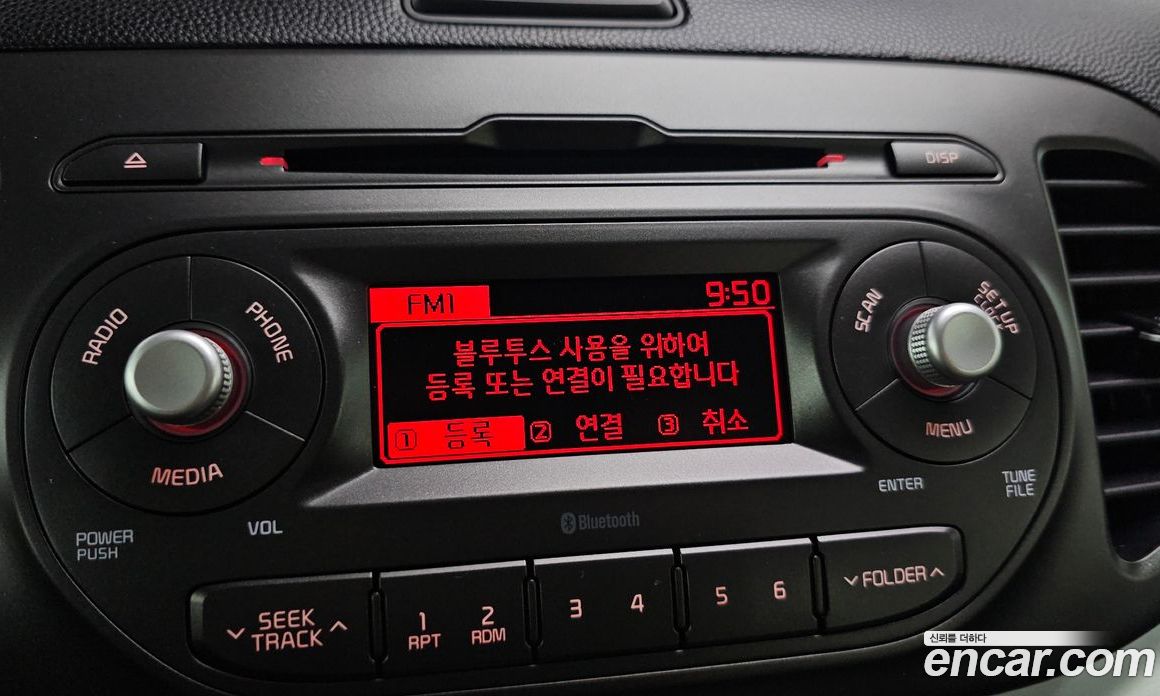 DISP
FM1 9:50
블루투스 사용을 위하여
등록 또는 연결이 필요합니다
1 등록 2 연결 3 취소
RADIO
PHONE
MEDIA
POWER
PUSH
VOL
SCAN
SETUP
CLOCK
MENU
ENTER
TUNE
FILE
Bluetooth
SEEK
TRACK
1
RPT
2
RDM
3
4
5
6
FOLDER
신뢰를 더하다
encar.com